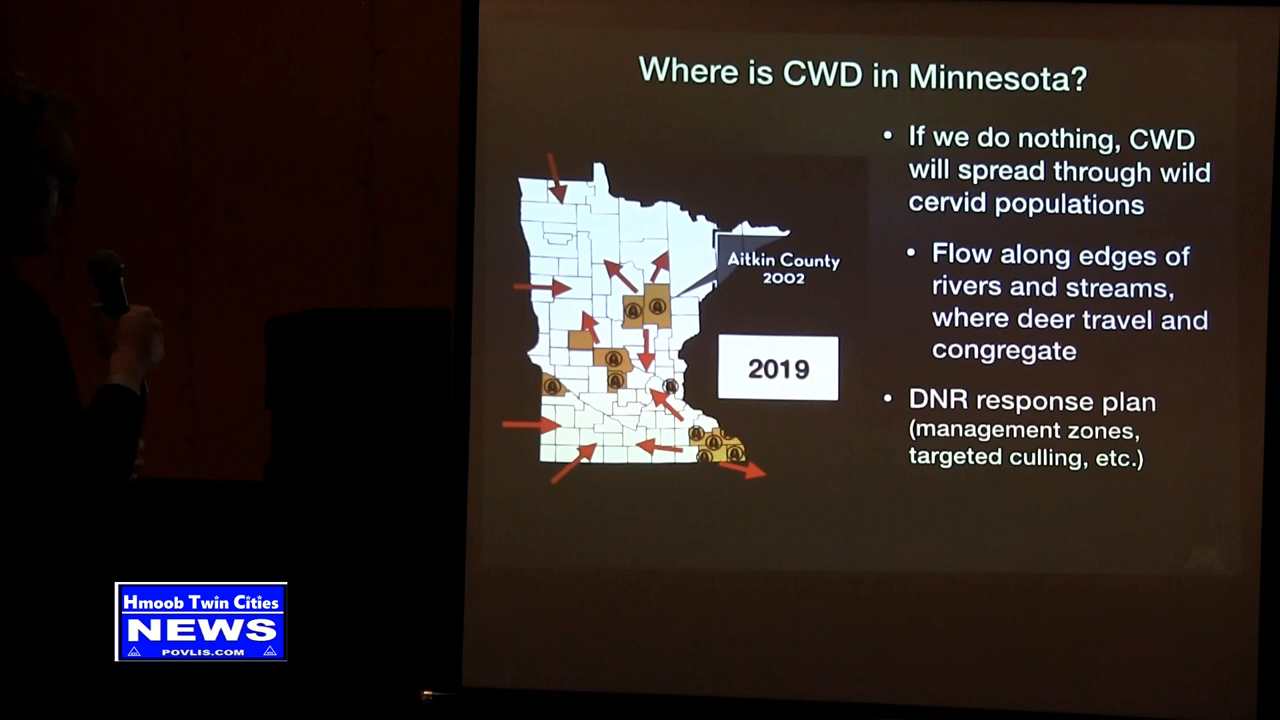 Where is CWD in Minnesota?
• If we do nothing, CWD
will spread through wild
cervid populations
• Flow along edges of
rivers and streams,
where deer travel and
congregate
• DNR response plan
(management zones,
targeted culling, etc.)
Aitkin County
2002
2019
Hmoob Twin Cities
NEWS
POVLIS.COM